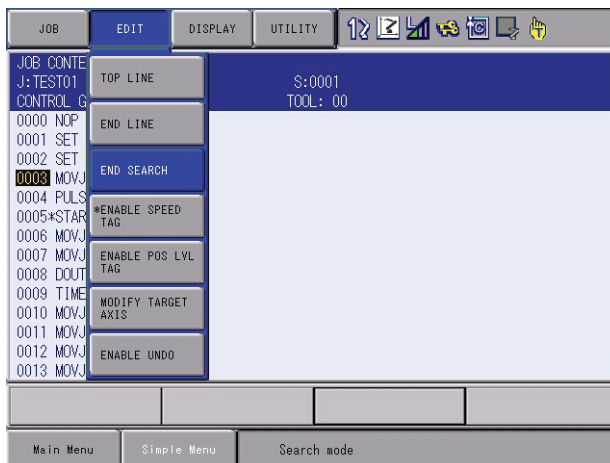 JOB
EDIT
DISPLAY
UTILITY
JOB CONTE
J:TEST01
S:0001
CONTROL G
TOOL: 00
TOP LINE
END LINE
END SEARCH
*ENABLE SPEED
TAG
ENABLE POS LVL
TAG
MODIFY TARGET
AXIS
ENABLE UNDO
0000 NOP
0001 SET
0002 SET
0003 MOVJ
0004 PULS
0005*STAR
0006 MOVJ
0007 MOVJ
0008 DOUT
0009 TIME
0010 MOVJ
0011 MOVJ
0012 MOVJ
0013 MOVJ
Main Menu
Simple Menu
Search mode